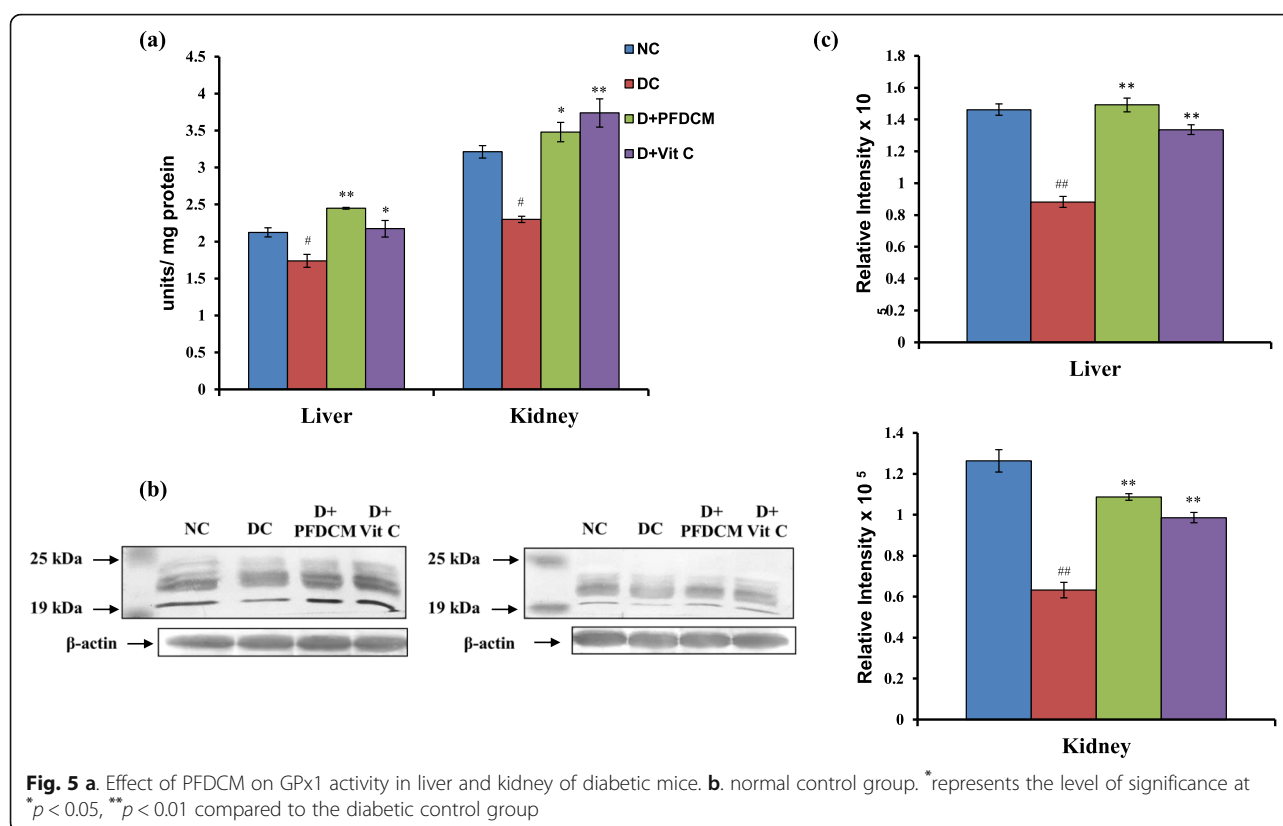 (a)
4.5
4
3.5
3
2.5
2
1.5
1
0.5
0
units/ mg protein
#
**
*
#
*
**
Liver
Kidney
NC
DC
D+PFDCM
D+Vit C
(c)
1.8
1.6
1.4
1.2
1
0.8
0.6
0.4
0.2
0
Relative Intensity x 10
5
##
**
**
Liver
1.4
1.2
1
0.8
0.6
0.4
0.2
0
Relative Intensity x 10 5
##
**
**
Kidney
(b)
NC DC D+ PFDCM D+ Vit C
25 kDa
19 kDa
β-actin
NC DC D+ PFDCM D+ Vit C
25 kDa
19 kDa
β-actin
Fig. 5 a. Effect of PFDCM on GPx1 activity in liver and kidney of diabetic mice. b. normal control group. *represents the level of significance at
*p < 0.05, **p < 0.01 compared to the diabetic control group